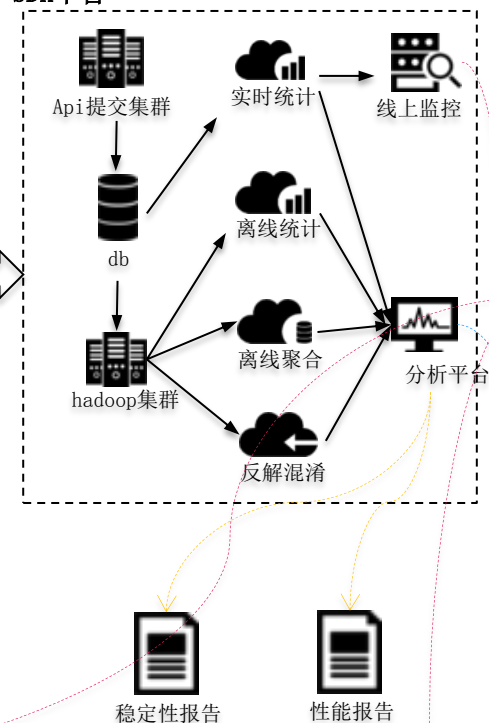 平台
Api提交集群
实时统计
线上监控
db
离线统计
hadoop集群
离线聚合
分析平台
反解混淆
稳定性报告
性能报告